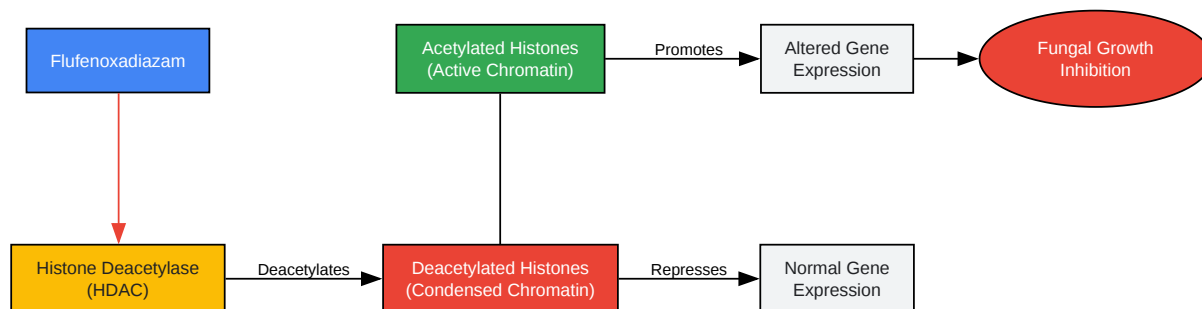 Flufenoxadiazam
Acetylated Histones
(Active Chromatin)
Promotes
Altered Gene
Expression
Fungal Growth
Inhibition
Histone Deacetylase
(HDAC)
Deacetylates
Deacetylated Histones
(Condensed Chromatin)
Represses
Normal Gene
Expression